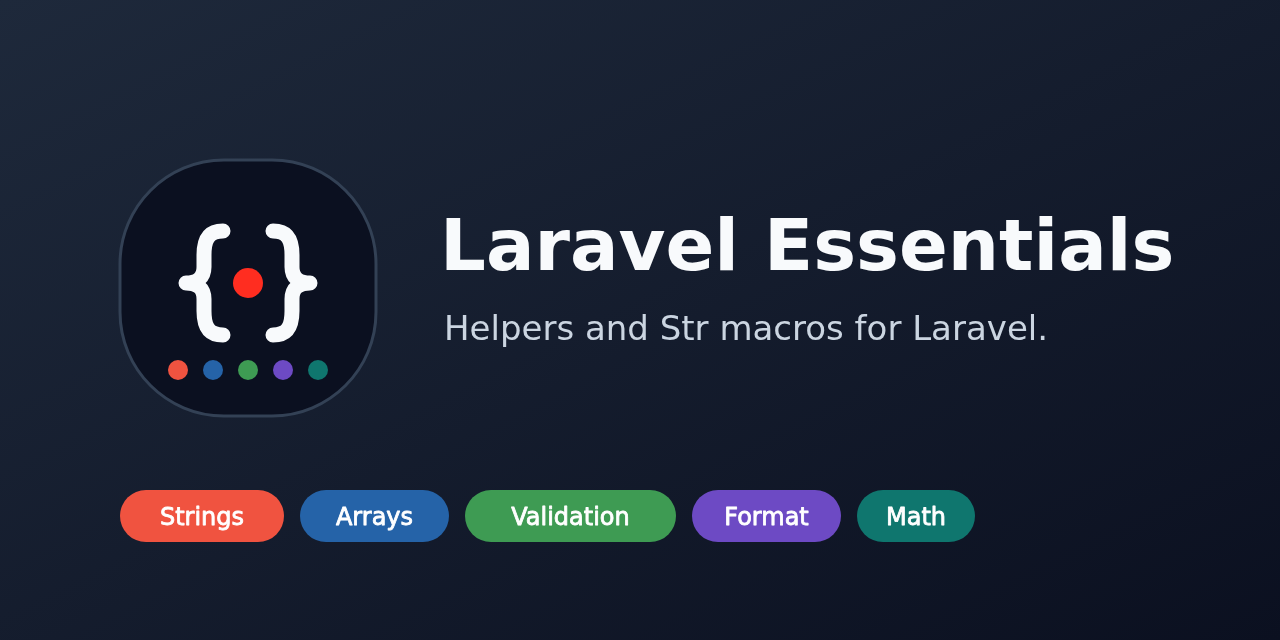 { }
Laravel Essentials
Helpers and Str macros for Laravel.
Strings Arrays Validation Format Math